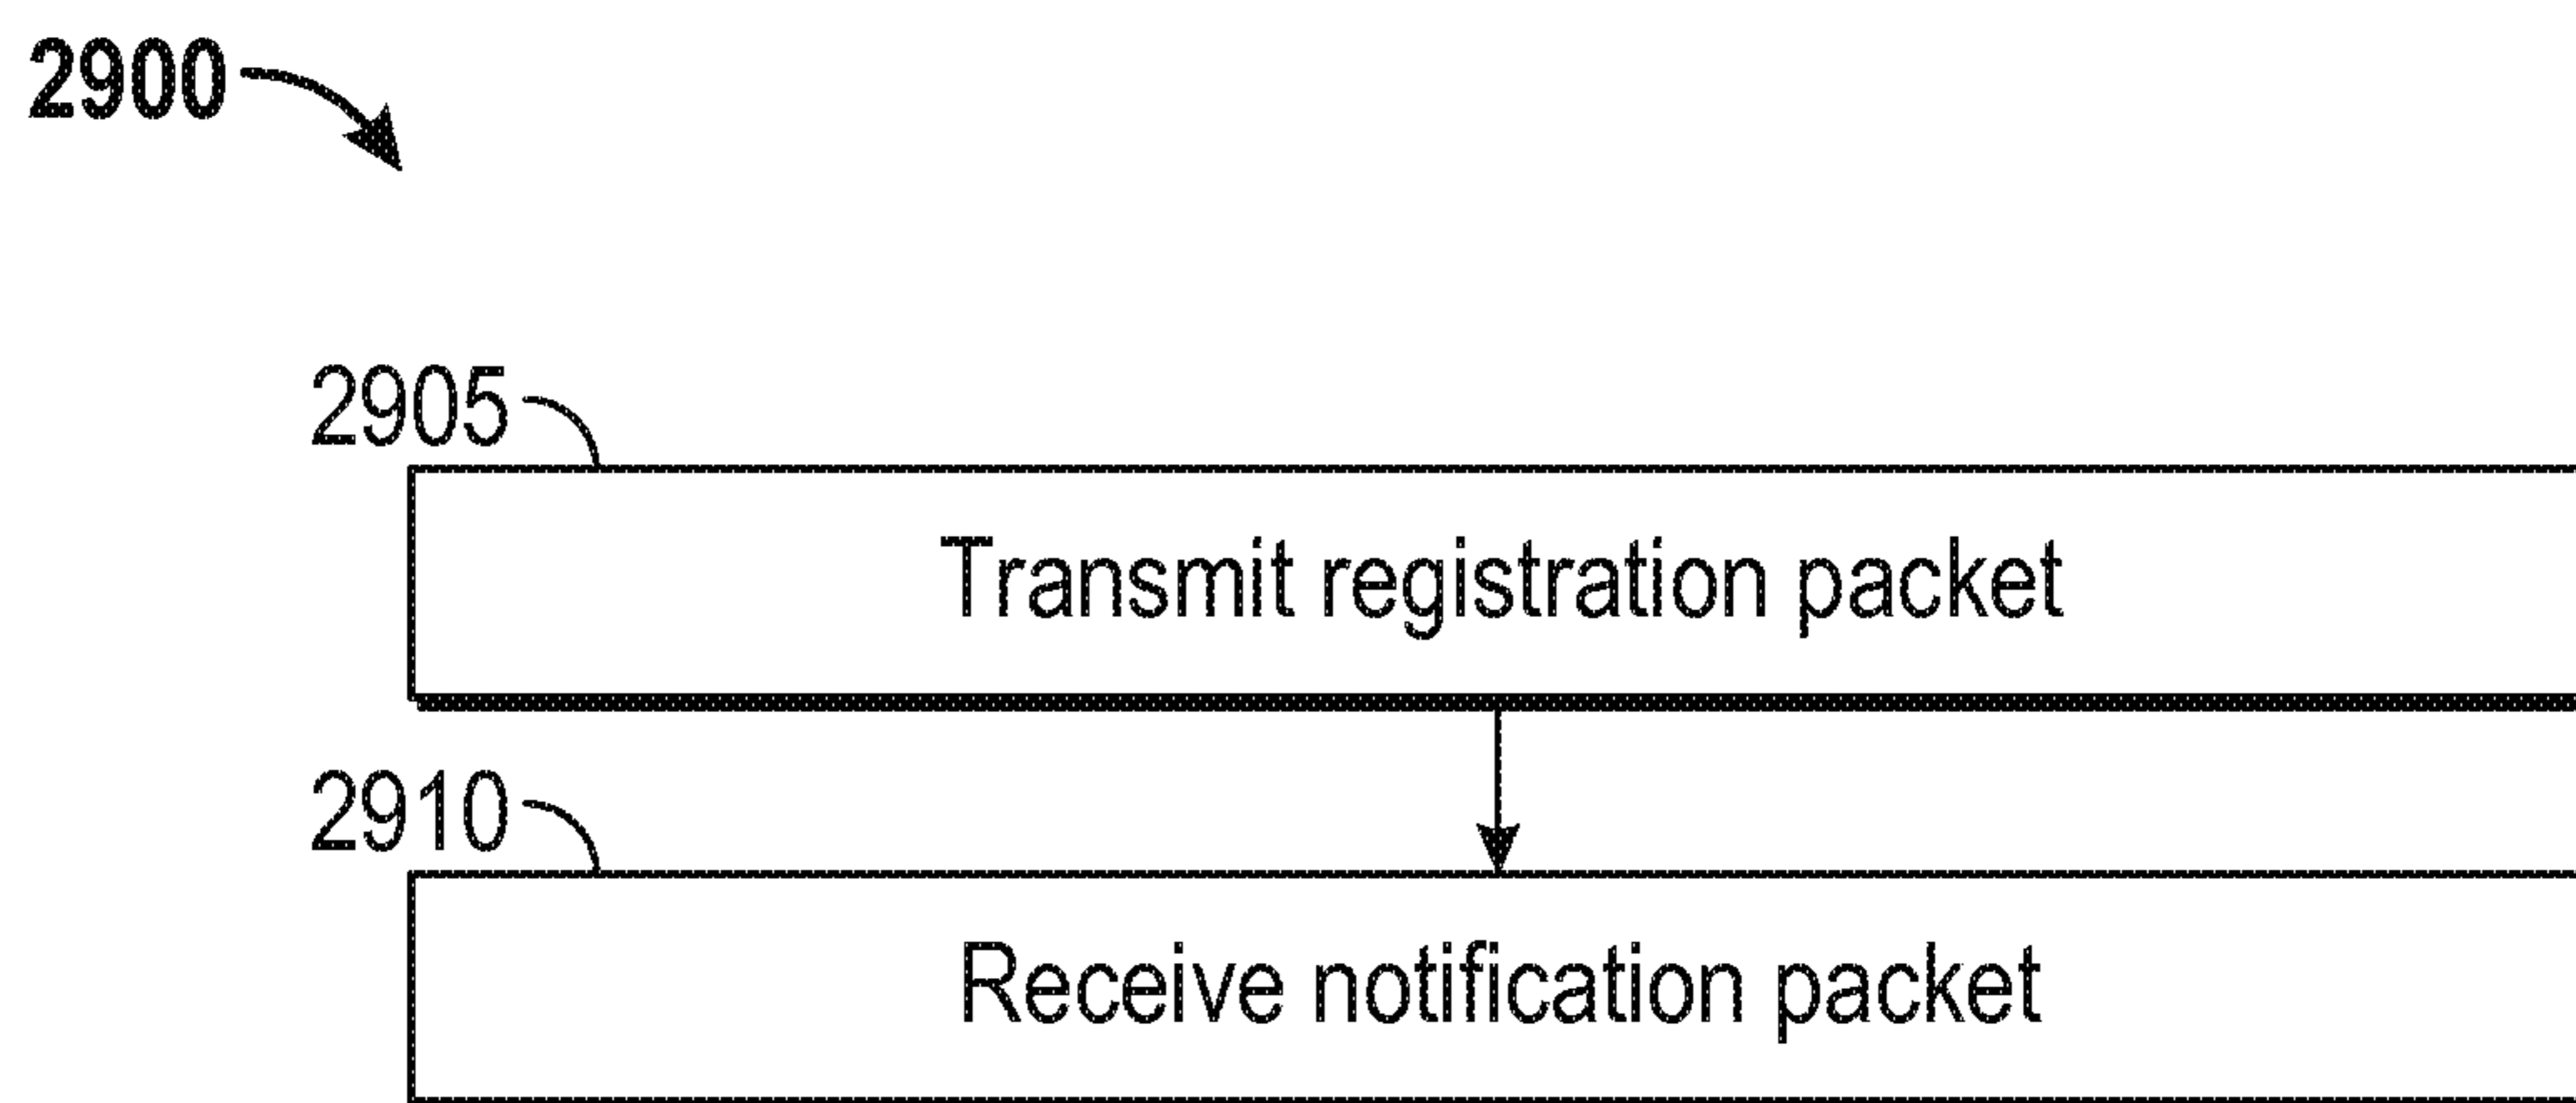 2900
2905
Transmit registration packet
2910
Receive notification packet